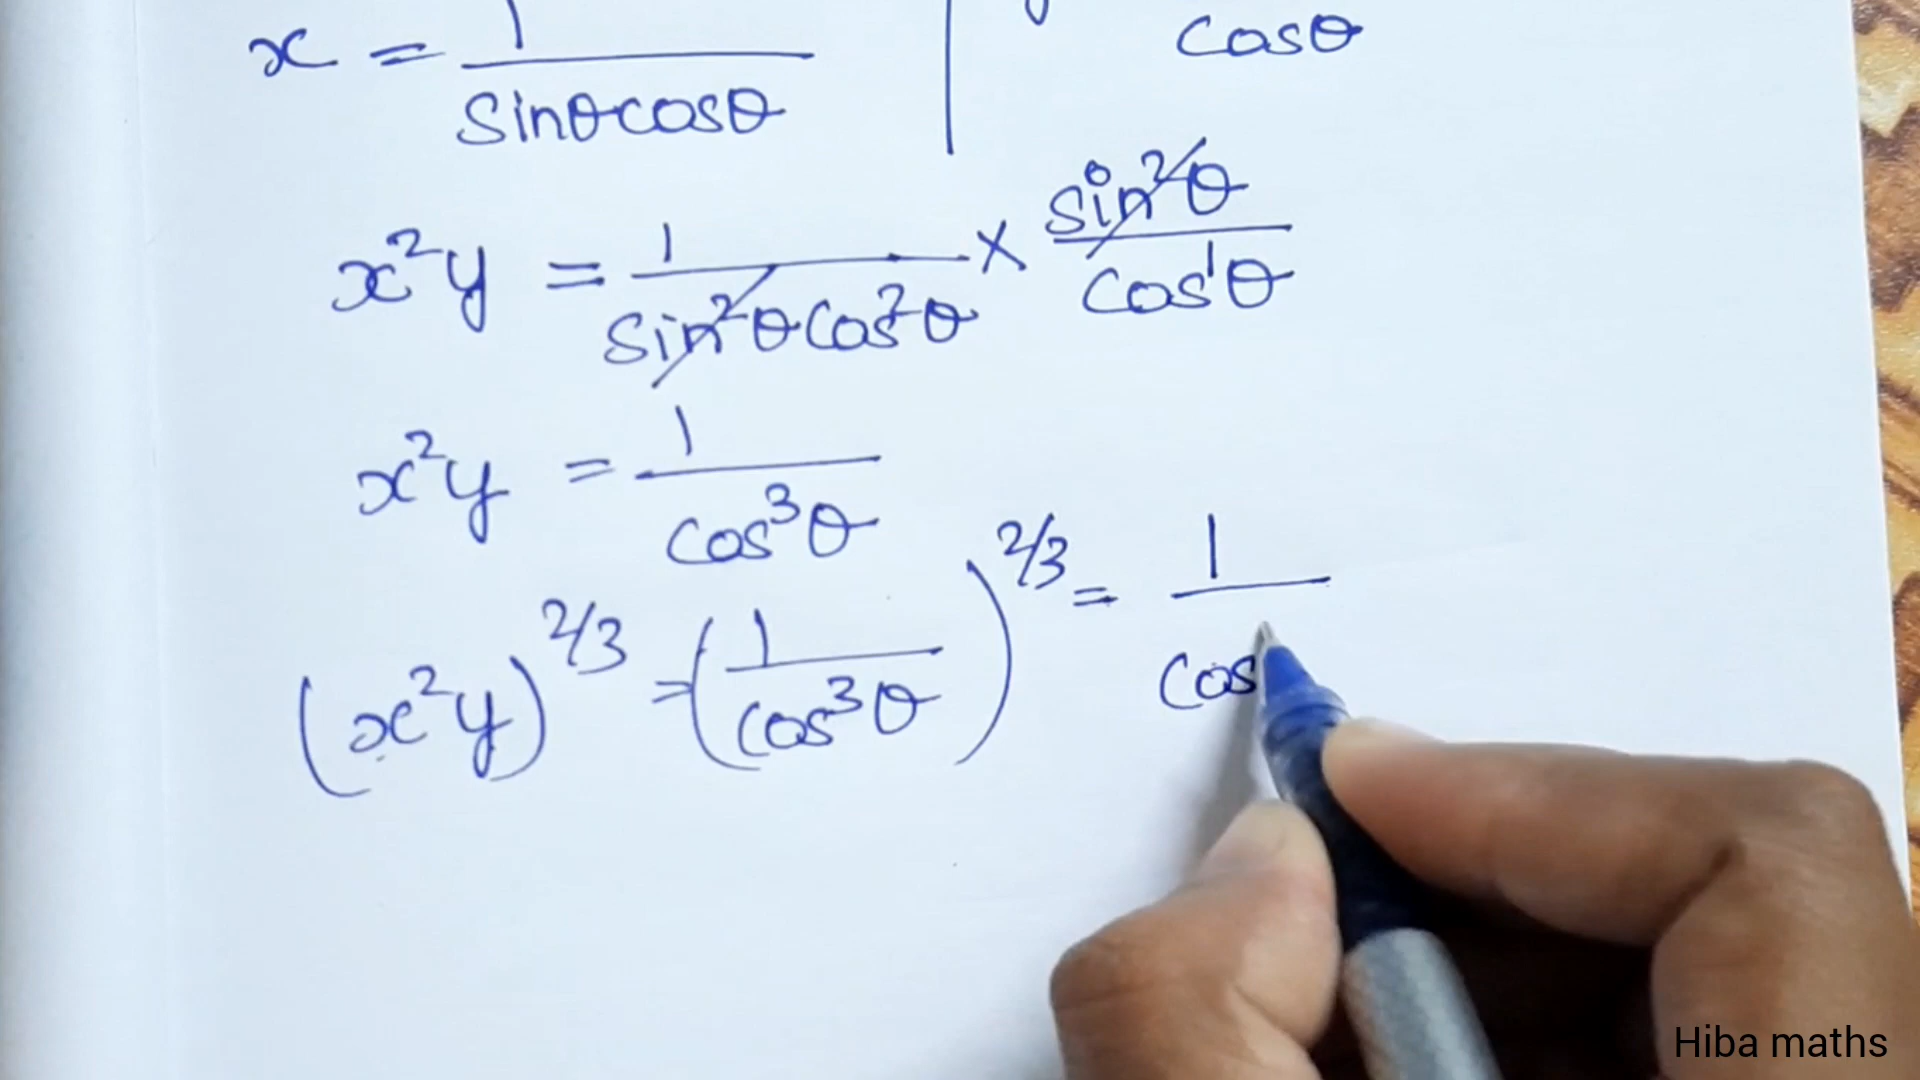 x = 1/(sinθcosθ) | cosθ
x²y = 1/(sin²θcos²θ) × sin²θ/cos¹θ
x²y = 1/cos³θ
(x²y)^2/3 = (1/cos³θ)^2/3 = 1/cos
Hiba maths